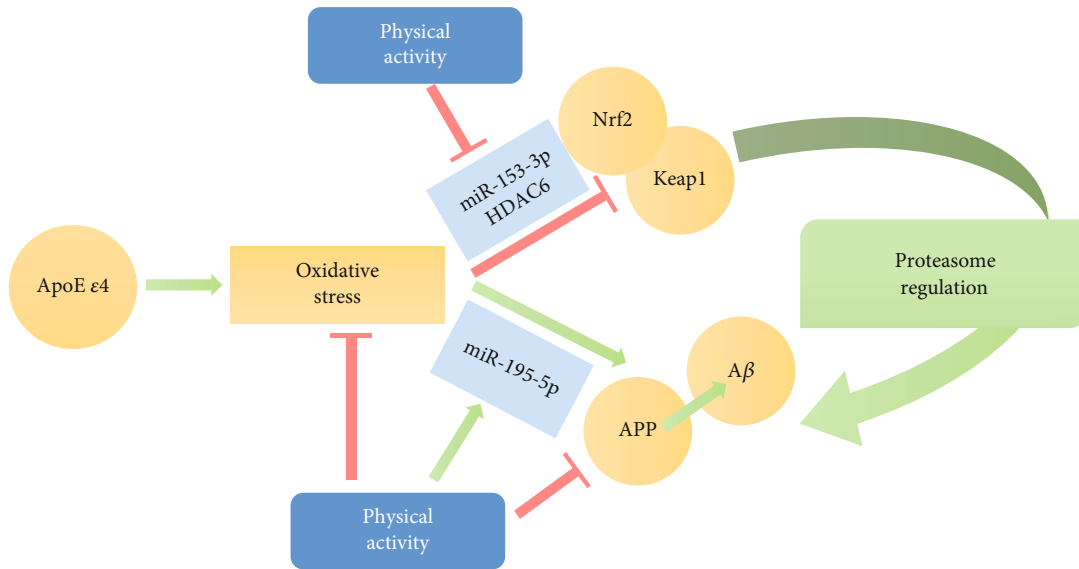 Physical
activity
Nrf2
miR-153-3p
HDAC6
Keap1
ApoE ε4
Oxidative
stress
Proteasome
regulation
miR-195-5p
Aβ
APP
Physical
activity